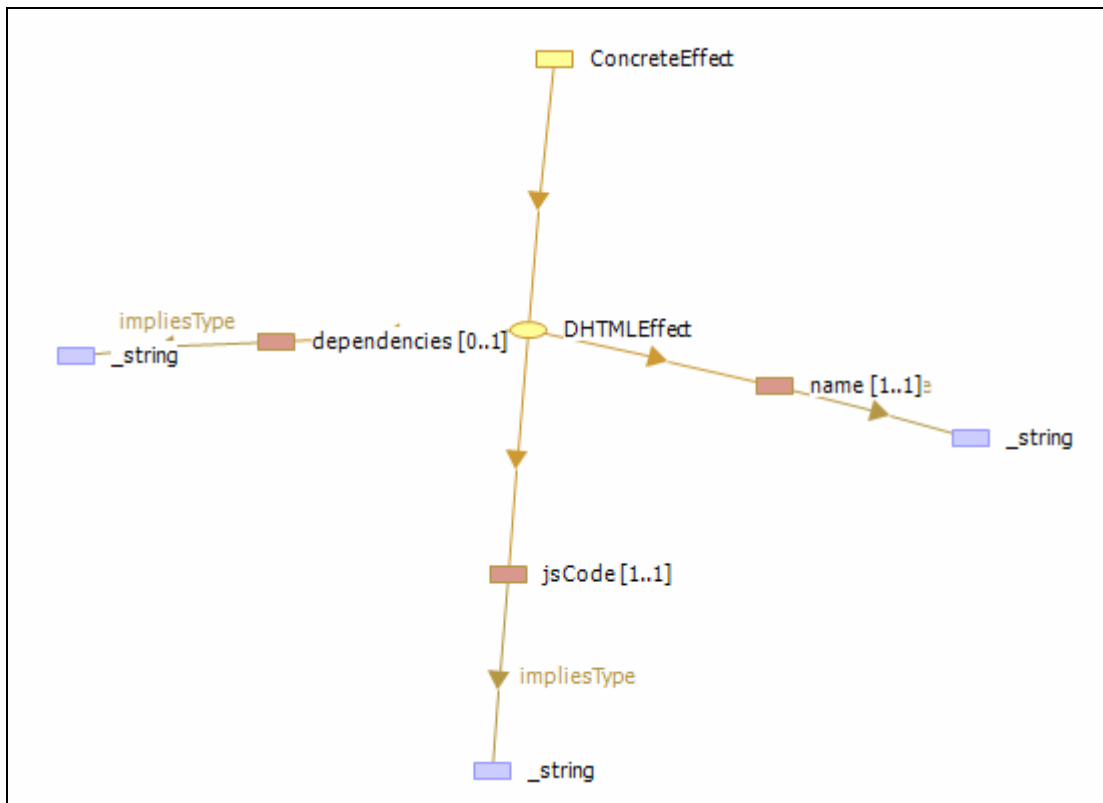 ConcreteEffect
impliesType
_string
dependencies [0..1]
DHTMLEffect
name [1..1]
_string
jsCode [1..1]
impliesType
_string